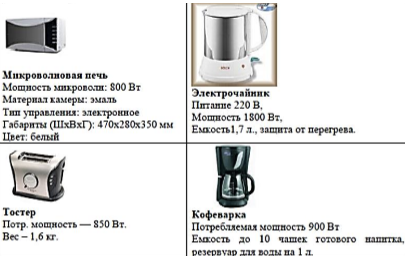 Микроволновая печь
Мощность микроволн: 800 Вт
Материал камеры: эмаль
Тип управления: электронное
Габариты (ШхВхГ): 470х280х350 мм
Цвет: белый
Электрочайник
Питание 220 В,
Мощность 1800 Вт,
Емкость1,7 л., защита от перегрева.
Тостер
Потр. мощность — 850 Вт.
Вес – 1,6 кг.
Кофеварка
Потребляемая мощность 900 Вт
Емкость до 10 чашек готового напитка,
резервуар для воды на 1 л.